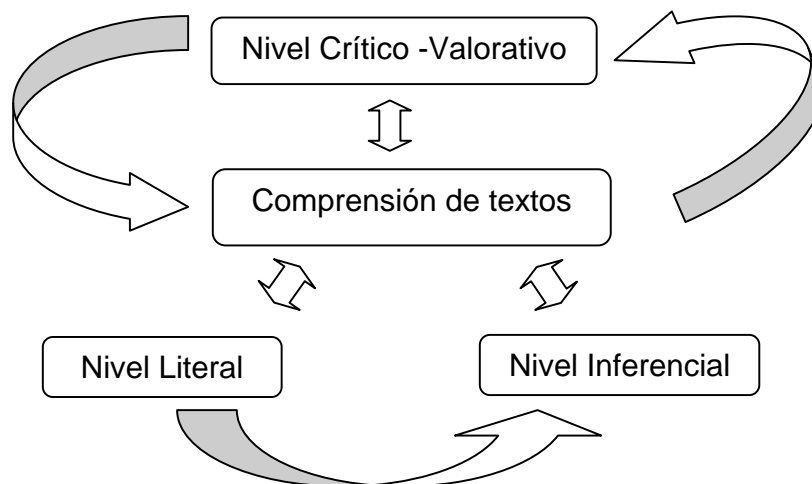 Nivel Crítico -Valorativo
Comprensión de textos
Nivel Literal
Nivel Inferencial